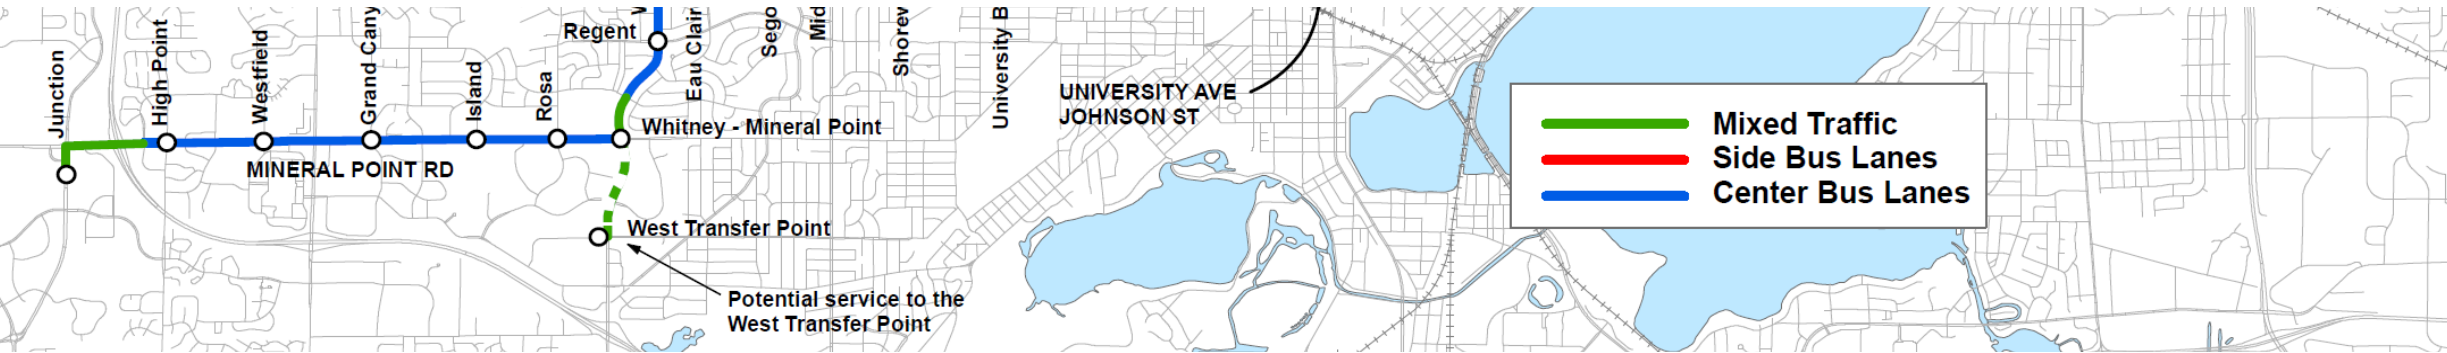 Junction
High Point
Westfield
Grand Cany
Island
Rosa
Regent
Eau Clair
Sego
Mid
Shorev
University B
UNIVERSITY AVE
JOHNSON ST
Whitney - Mineral Point
MINERAL POINT RD
West Transfer Point
Potential service to the
West Transfer Point
Mixed Traffic
Side Bus Lanes
Center Bus Lanes